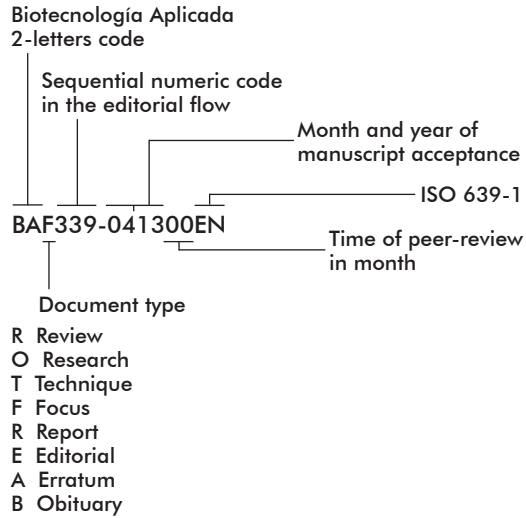 Biotecnología Aplicada
2-letters code
Sequential numeric code
in the editorial flow
Month and year of
manuscript acceptance
ISO 639-1
BAF339-041300EN
Time of peer-review
in month
Document type
R Review
O Research
T Technique
F Focus
R Report
E Editorial
A Erratum
B Obituary